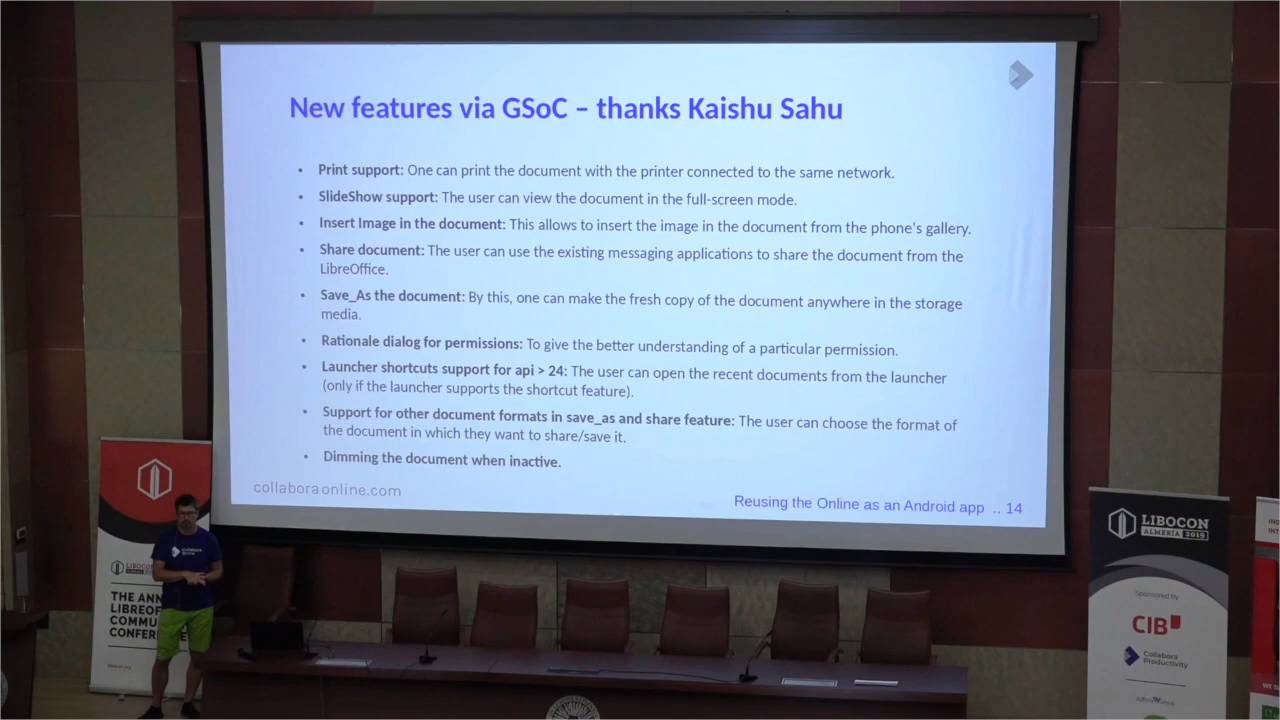 New features via GSoC – thanks Kaishu Sahu
• Print support: One can print the document with the printer connected to the same network.
• SlideShow support: The user can view the document in the full-screen mode.
• Insert Image in the document: This allows to insert the image in the document from the phone's gallery.
• Share document: The user can use the existing messaging applications to share the document from the
LibreOffice.
• Save_As the document: By this, one can make the fresh copy of the document anywhere in the storage
media.
• Rationale dialog for permissions: To give the better understanding of a particular permission.
• Launcher shortcuts support for api > 24: The user can open the recent documents from the launcher
(only if the launcher supports the shortcut feature).
• Support for other document formats in save_as and share feature: The user can choose the format of
the document in which they want to share/save it.
• Dimming the document when inactive.
collaboraonline.com
Reusing the Online as an Android app .. 14
THE ANN
LIBREOF
COMMU
CONFE
LIBOCON
ALMERÍA 2019
Sponsored by
CIB
Collabora
Productivity